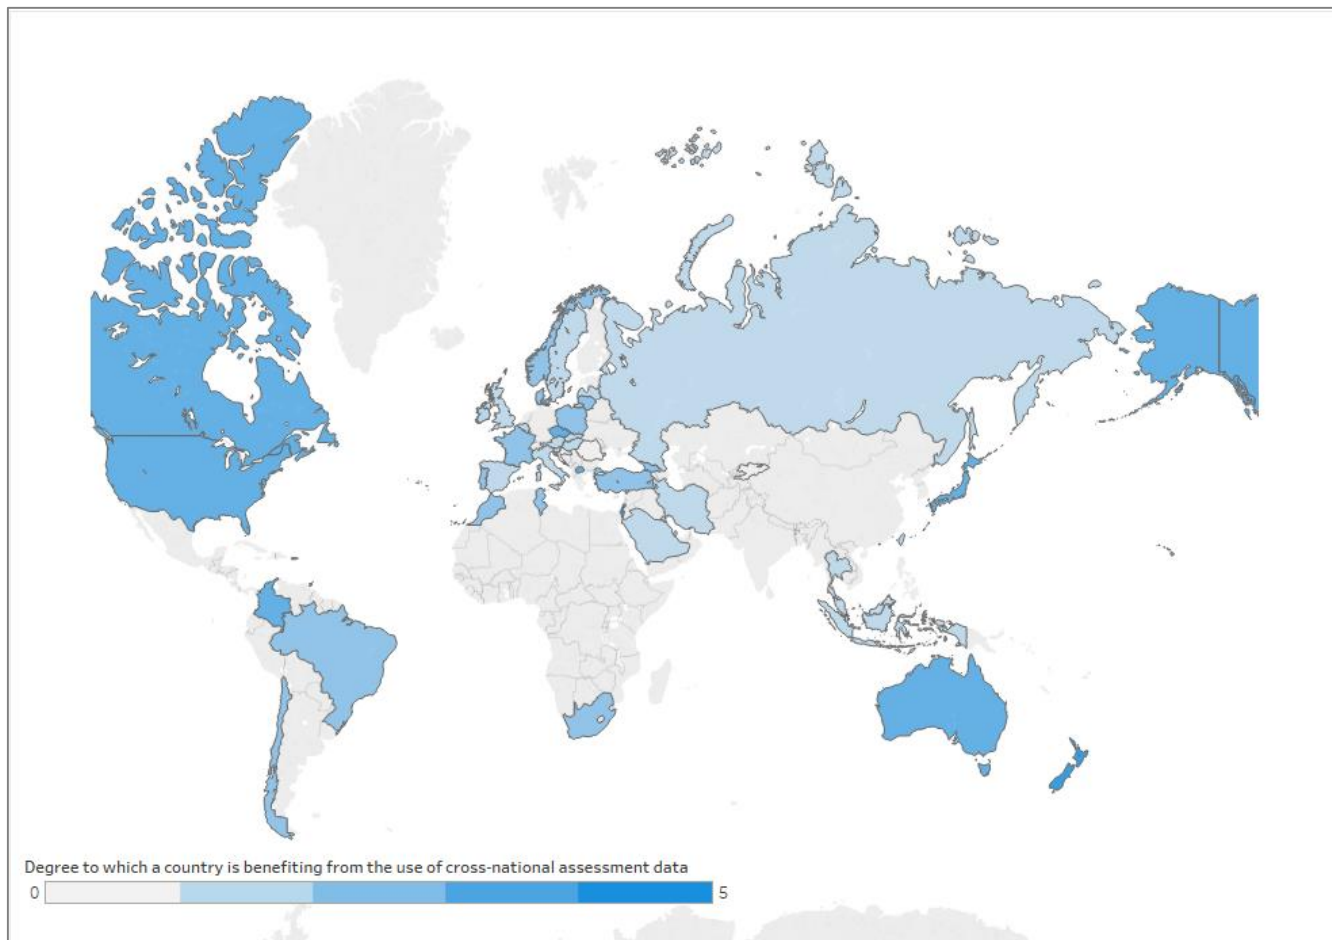 Degree to which a country is benefiting from the use of cross-national assessment data
0 5